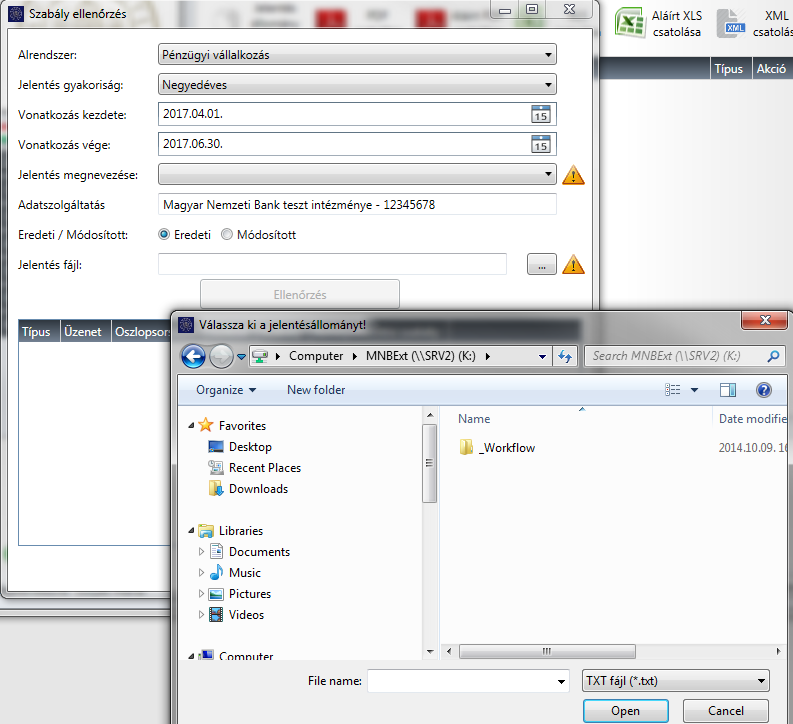 Szabály ellenőrzés
Aláírt XLS csatolása
XML
Alrendszer: Pénzügyi vállalkozás
Típus Akció
Jelentés gyakoriság: Negyedéves
Vonatkozás kezdete: 2017.04.01. 15
Vonatkozás vége: 2017.06.30. 15
Jelentés megnevezése:
Adatszolgáltatás Magyar Nemzeti Bank teszt intézménye - 12345678
Eredeti / Módosított: Eredeti Módosított
Jelentés fájl: ...
Ellenőrzés
Típus Üzenet
Válassza ki a jelentésállományt!
Computer MNBExt (\\SRV2) (K:) Search MNBExt (\\SRV2) (K:)
Organize New folder
Favorites
Desktop
Recent Places
Downloads
Libraries
Documents
Music
Pictures
Videos
Computer
Name Date modifie
_Workflow 2014.10.09. 16
File name: TXT fájl (*.txt)
Open Cancel